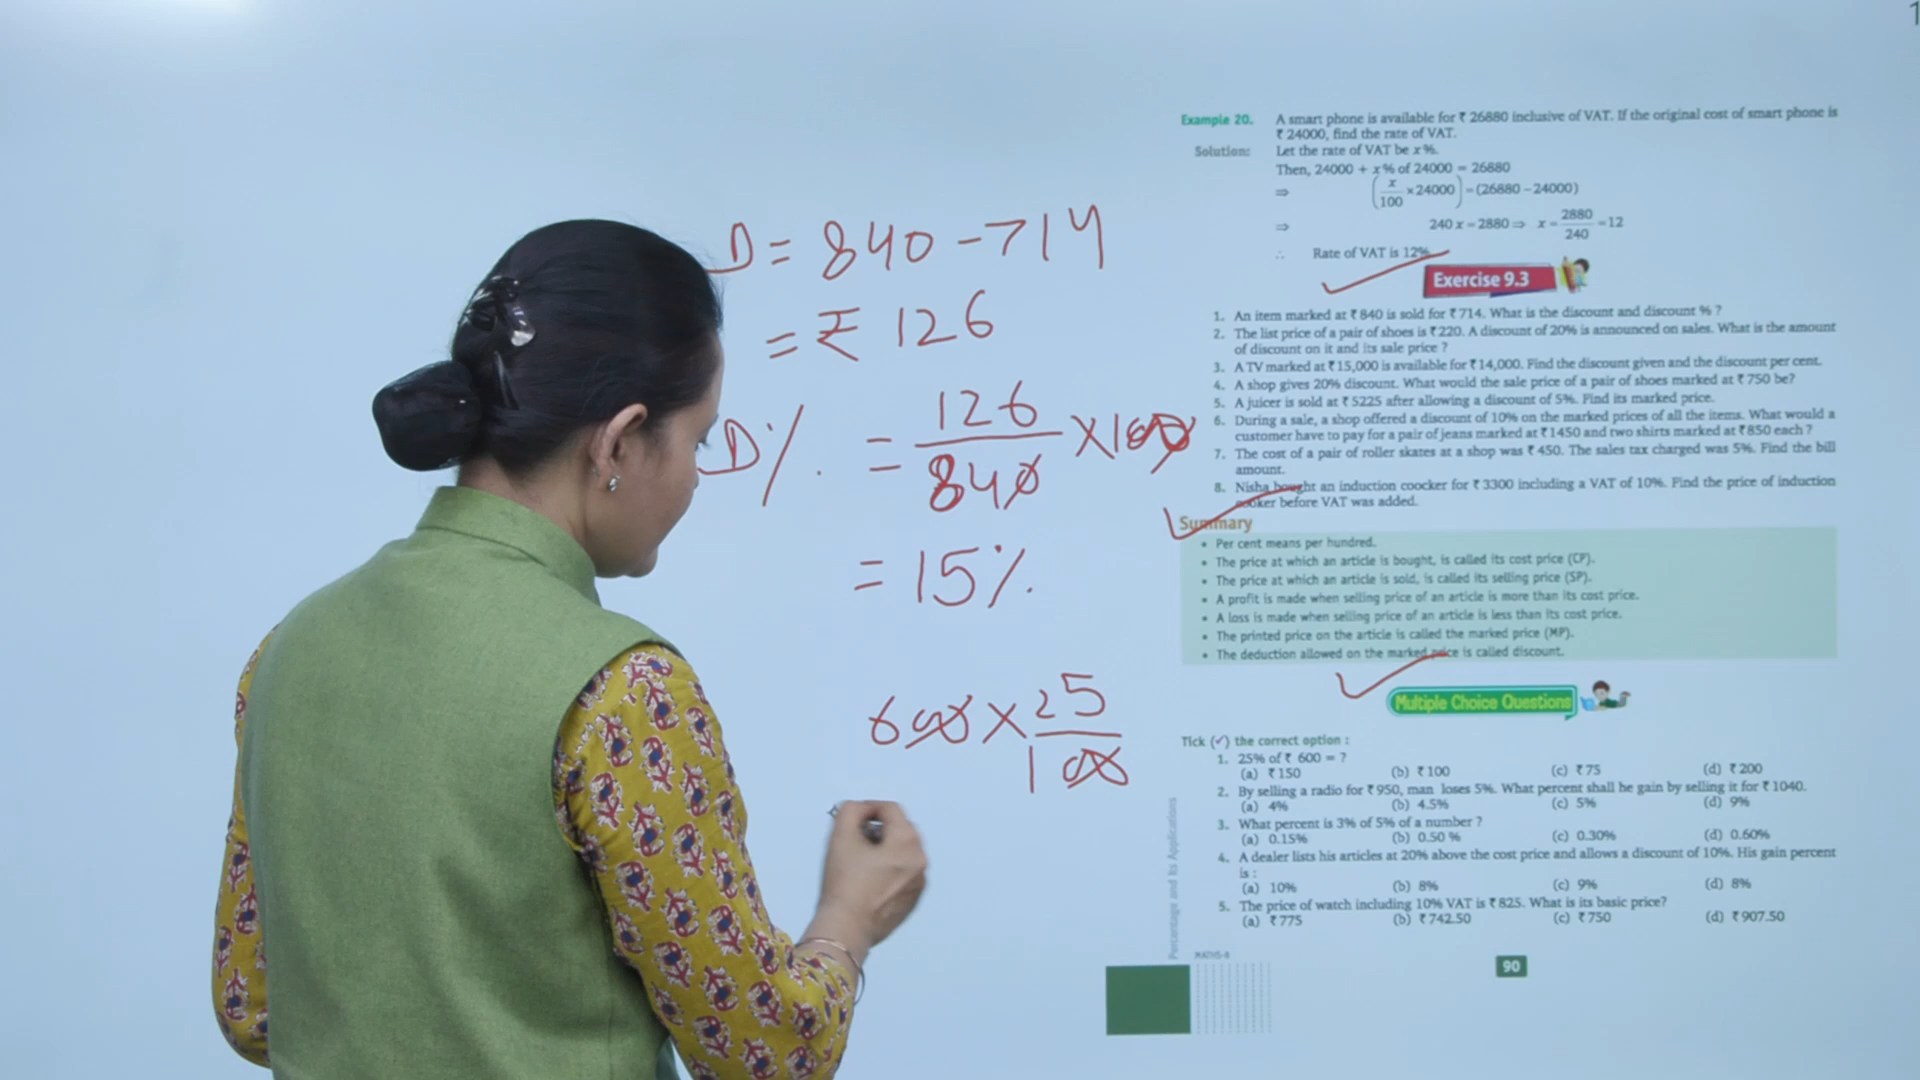 1
D = 840 - 714
= ₹ 126
D% = 126/840 × 100
= 15%
600 × 25/100
Example 20. A smart phone is available for ₹ 26880 inclusive of VAT. If the original cost of smart phone is
₹ 24000, find the rate of VAT.
Solution: Let the rate of VAT be x%.
Then, 24000 + x% of 24000 = 26880
⇒ (x/100 × 24000) = (26880 - 24000)
⇒ 240 x = 2880 ⇒ x = 2880/240 = 12
∴ Rate of VAT is 12%
Exercise 9.3
1. An item marked at ₹ 840 is sold for ₹ 714. What is the discount and discount % ?
2. The list price of a pair of shoes is ₹ 220. A discount of 20% is announced on sales. What is the amount
of discount on it and its sale price ?
3. A TV marked at ₹ 15,000 is available for ₹ 14,000. Find the discount given and the discount per cent.
4. A shop gives 20% discount. What would the sale price of a pair of shoes marked at ₹ 750 be?
5. A juicer is sold at ₹ 5225 after allowing a discount of 5%. Find its marked price.
6. During a sale, a shop offered a discount of 10% on the marked prices of all the items. What would a
customer have to pay for a pair of jeans marked at ₹ 1450 and two shirts marked at ₹ 850 each ?
7. The cost of a pair of roller skates at a shop was ₹ 450. The sales tax charged was 5%. Find the bill
amount.
8. Nisha bought an induction coocker for ₹ 3300 including a VAT of 10%. Find the price of induction
cooker before VAT was added.
Summary
• Per cent means per hundred.
• The price at which an article is bought, is called its cost price (CP).
• The price at which an article is sold, is called its selling price (SP).
• A profit is made when selling price of an article is more than its cost price.
• A loss is made when selling price of an article is less than its cost price.
• The printed price on the article is called the marked price (MP).
• The deduction allowed on the marked price is called discount.
Multiple Choice Questions
Tick (✓) the correct option :
1. 25% of ₹ 600 = ?
(a) ₹ 150 (b) ₹ 100 (c) ₹ 75 (d) ₹ 200
2. By selling a radio for ₹ 950, man loses 5%. What percent shall he gain by selling it for ₹ 1040.
(a) 4% (b) 4.5% (c) 5% (d) 9%
3. What percent is 3% of 5% of a number ?
(a) 0.15% (b) 0.50 % (c) 0.30% (d) 0.60%
4. A dealer lists his articles at 20% above the cost price and allows a discount of 10%. His gain percent
is :
(a) 10% (b) 8% (c) 9% (d) 8%
5. The price of watch including 10% VAT is ₹ 825. What is its basic price?
(a) ₹ 775 (b) ₹ 742.50 (c) ₹ 750 (d) ₹ 907.50
Percentage and Its Applications
MATHS-8
90